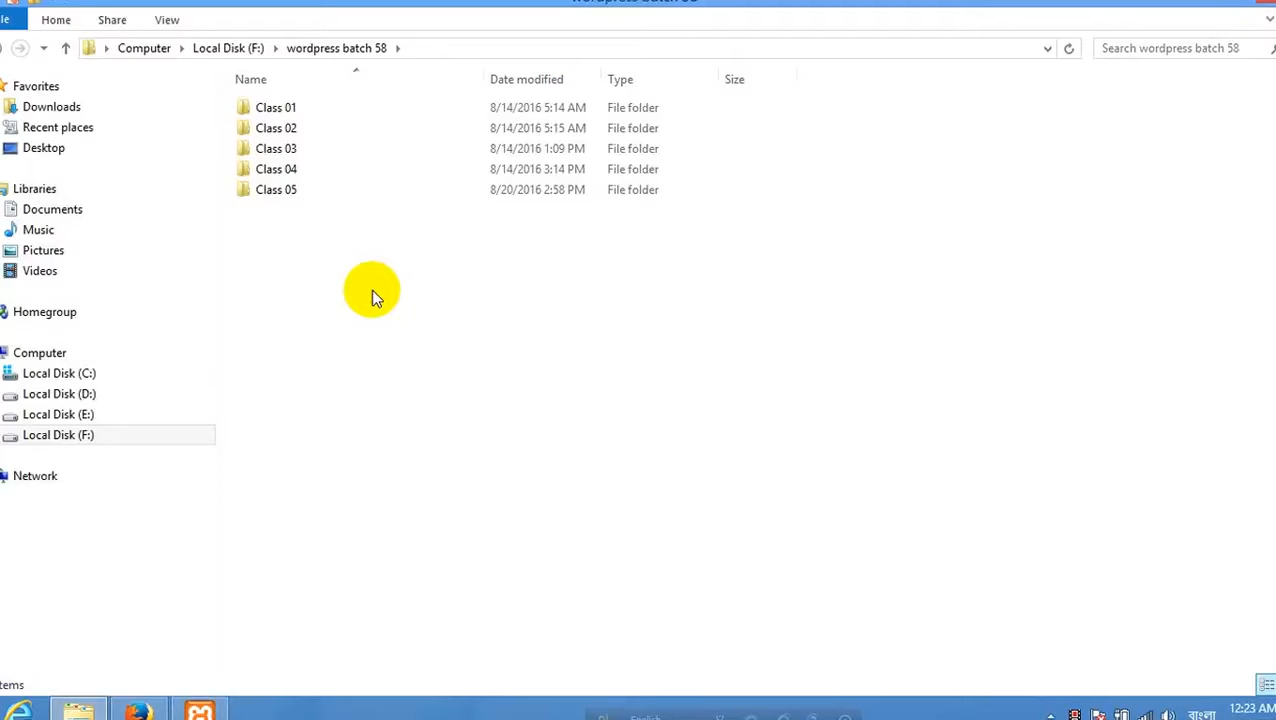 Home Share View
Computer Local Disk (F:) wordpress batch 58
Search wordpress batch 58
Name Date modified Type Size
Favorites
Downloads
Recent places
Desktop
Libraries
Documents
Music
Pictures
Videos
Homegroup
Computer
Local Disk (C:)
Local Disk (D:)
Local Disk (E:)
Local Disk (F:)
Network
Class 01 8/14/2016 5:14 AM File folder
Class 02 8/14/2016 5:15 AM File folder
Class 03 8/14/2016 1:09 PM File folder
Class 04 8/14/2016 3:14 PM File folder
Class 05 8/20/2016 2:58 PM File folder
English
বাংলা
12:23 AM